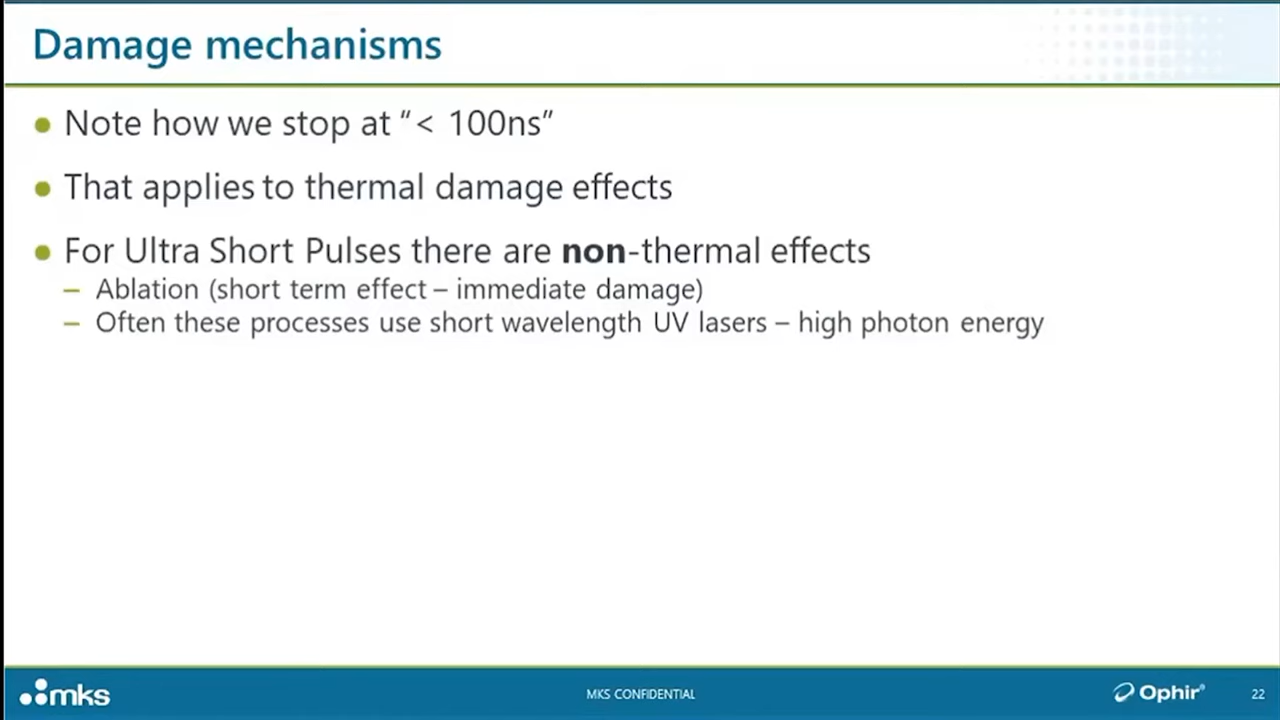 Damage mechanisms
Note how we stop at “< 100ns”
That applies to thermal damage effects
For Ultra Short Pulses there are non-thermal effects
– Ablation (short term effect – immediate damage)
– Often these processes use short wavelength UV lasers – high photon energy
mks
MKS CONFIDENTIAL
Ophir®
22